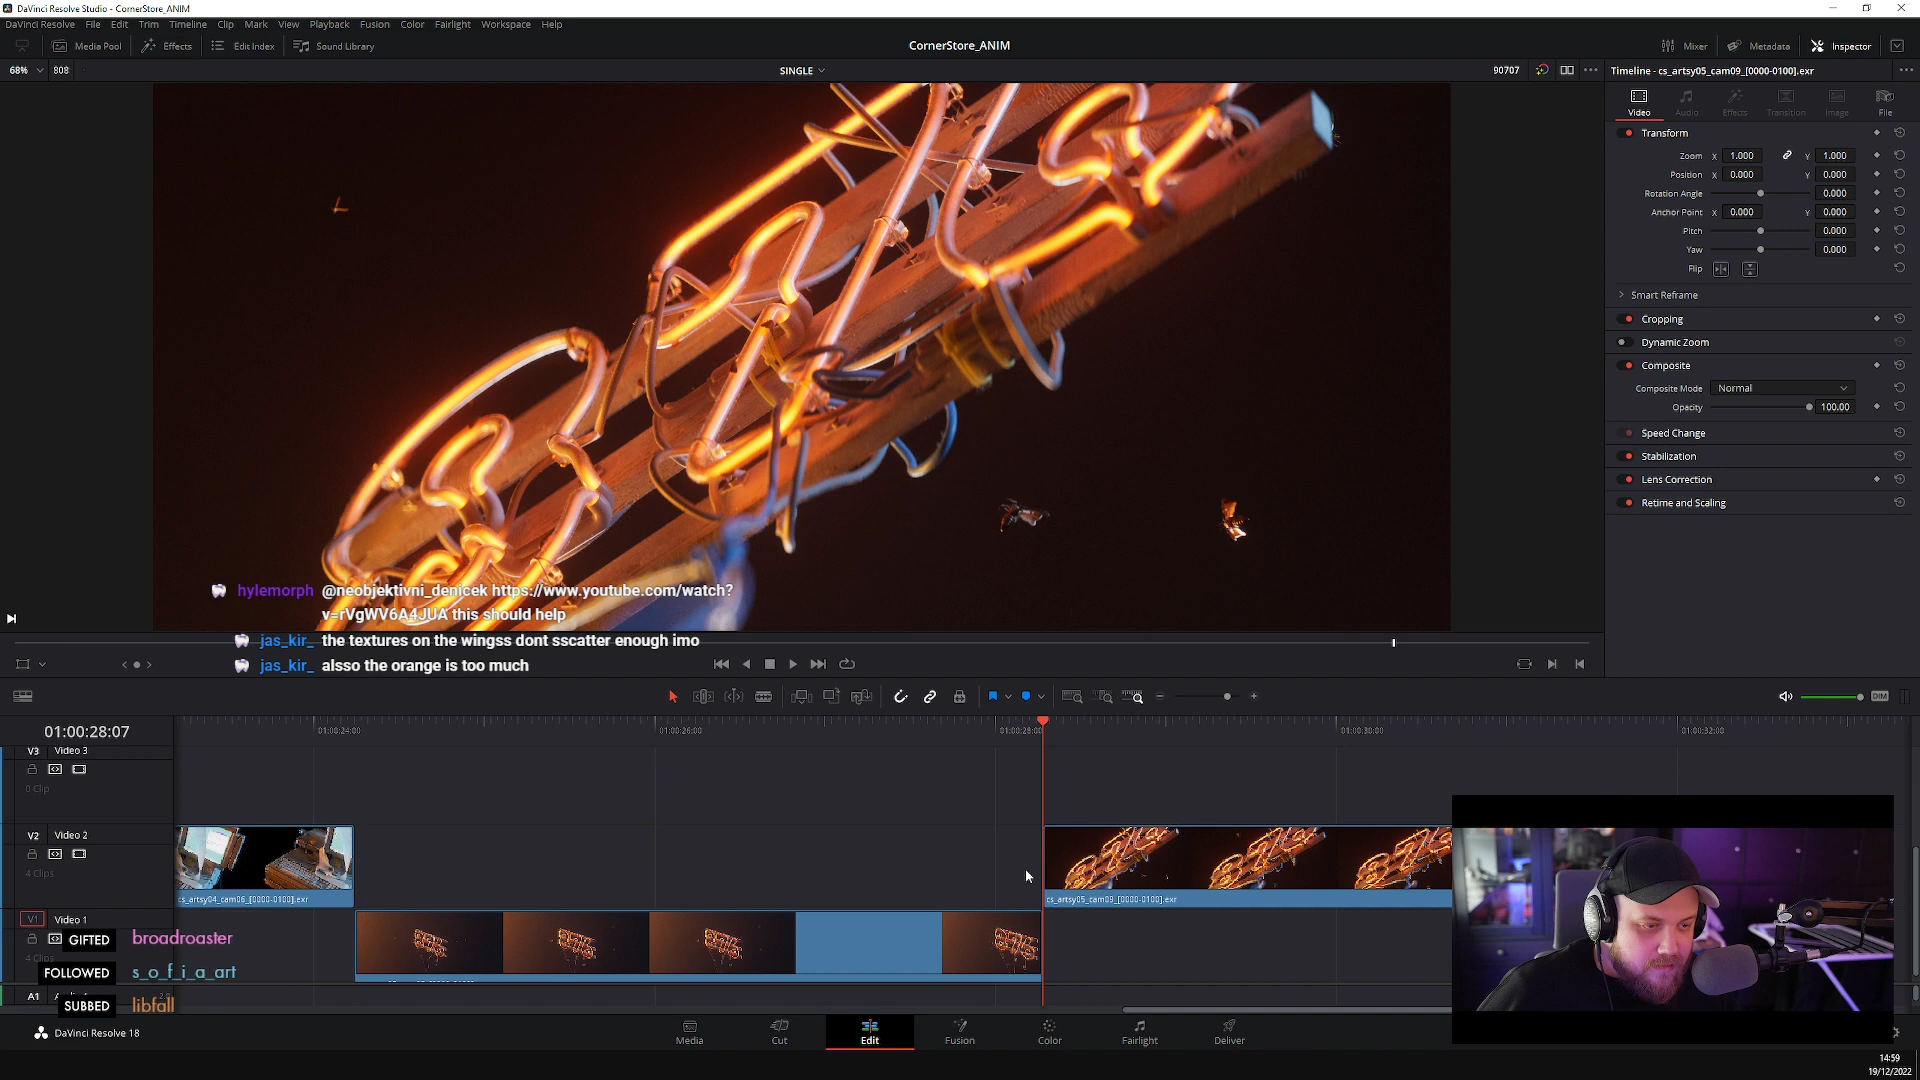 DaVinci Resolve Studio - CornerStore_ANIM
DaVinci Resolve File Edit Trim Timeline Clip Mark View Playback Fusion Color Fairlight Workspace Help
Media Pool Effects Edit Index Sound Library
CornerStore_ANIM
Mixer Metadata Inspector
68% 808
SINGLE
90707
Timeline - cs_artsy05_cam09_[0000-0100].exr
Video Audio Effects Transition Image File
Transform
Zoom X 1.000 Y 1.000
Position X 0.000 Y 0.000
Rotation Angle 0.000
Anchor Point X 0.000 Y 0.000
Pitch 0.000
Yaw 0.000
Flip
Smart Reframe
Cropping
Dynamic Zoom
Composite
Composite Mode Normal
Opacity 100.00
Speed Change
Stabilization
Lens Correction
Retime and Scaling
hylemorph @neobjektivni_denicek https://www.youtube.com/watch?
v=rVgWV6A4JUA this should help
jas_kir_ the textures on the wingss dont sscatter enough imo
jas_kir_ alsso the orange is too much
DIM
01:00:28:07
01:00:24:00 01:00:26:00 01:00:28:00 01:00:30:00 01:00:32:00
V3 Video 3
0 Clip
V2 Video 2
4 Clips
cs_artsy04_cam06_[0000-0100].exr
cs_artsy05_cam09_[0000-0100].exr
V1 Video 1
4 Clips
GIFTED broadroaster
FOLLOWED s_o_f_i_a_art
A1
SUBBED libfall
DaVinci Resolve 18
Media Cut Edit Fusion Color Fairlight Deliver
14:59
19/12/2022